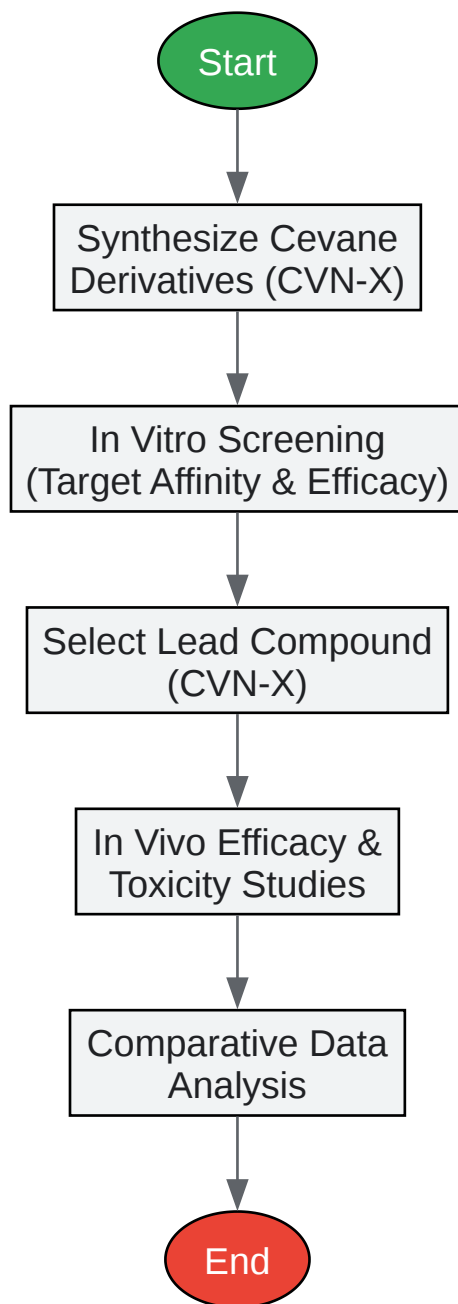 Start
Synthesize Cevane
Derivatives (CVN-X)
In Vitro Screening
(Target Affinity & Efficacy)
Select Lead Compound
(CVN-X)
In Vivo Efficacy &
Toxicity Studies
Comparative Data
Analysis
End